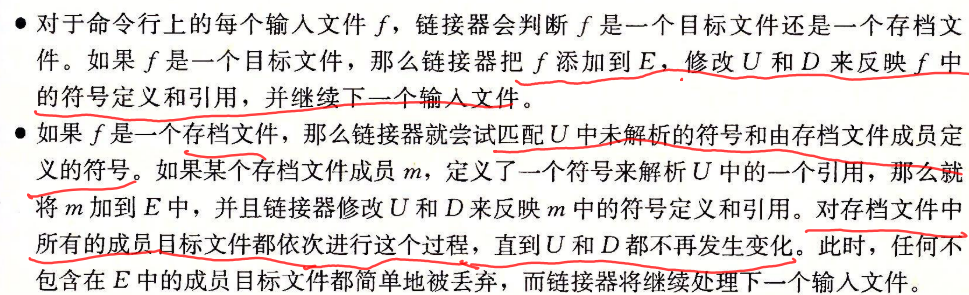 ● 对于命令行上的每个输入文件 f，链接器会判断 f 是一个目标文件还是一个存档文
件。如果 f 是一个目标文件，那么链接器把 f 添加到 E，修改 U 和 D 来反映 f 中
的符号定义和引用，并继续下一个输入文件。
● 如果 f 是一个存档文件，那么链接器就尝试匹配 U 中未解析的符号和由存档文件成员定
义的符号。如果某个存档文件成员 m，定义了一个符号来解析 U 中的一个引用，那么就
将 m 加到 E 中，并且链接器修改 U 和 D 来反映 m 中的符号定义和引用。对存档文件中
所有的成员目标文件都依次进行这个过程，直到 U 和 D 都不再发生变化。此时，任何不
包含在 E 中的成员目标文件都简单地被丢弃，而链接器将继续处理下一个输入文件。